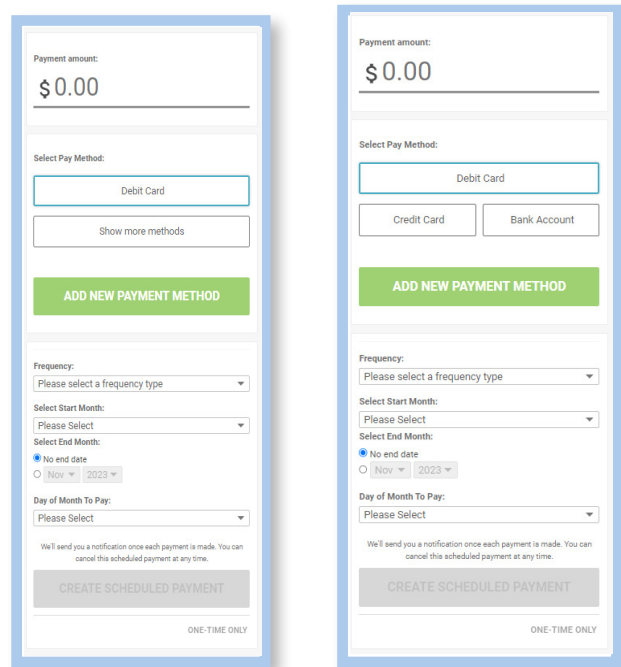 Payment amount:
$ 0.00
Select Pay Method:
Debit Card
Show more methods
ADD NEW PAYMENT METHOD
Frequency:
Please select a frequency type
Select Start Month:
Please Select
Select End Month:
No end date
Nov 2023
Day of Month To Pay:
Please Select
We'll send you a notification once each payment is made. You can
cancel this scheduled payment at any time.
CREATE SCHEDULED PAYMENT
ONE-TIME ONLY
Payment amount:
$ 0.00
Select Pay Method:
Debit Card
Credit Card Bank Account
ADD NEW PAYMENT METHOD
Frequency:
Please select a frequency type
Select Start Month:
Please Select
Select End Month:
No end date
Nov 2023
Day of Month To Pay:
Please Select
We'll send you a notification once each payment is made. You can
cancel this scheduled payment at any time.
CREATE SCHEDULED PAYMENT
ONE-TIME ONLY